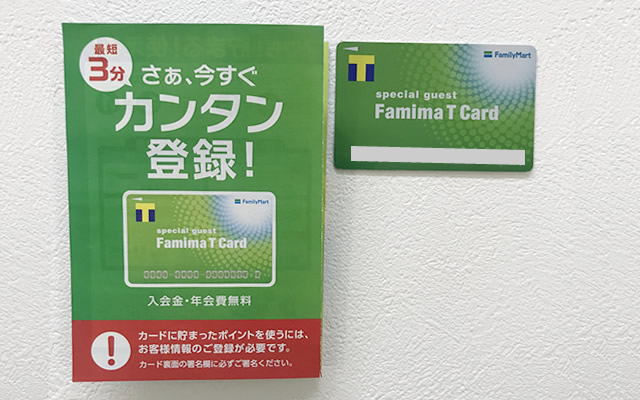 最短
3分
さぁ、今すぐ
カンタン
登録！
T
FamilyMart
special guest
Famima T Card
入会金・年会費無料
カードに貯まったポイントを使うには、
お客様情報のご登録が必要です。
カード裏面の署名欄に必ずご署名ください。
T
FamilyMart
special guest
Famima T Card